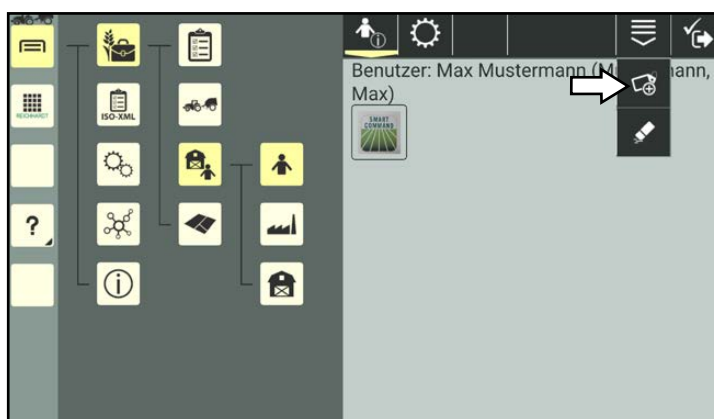 REICHHARDT
ISO-XML
?
Benutzer: Max Mustermann (M
ann,
Max)
SMART
COMMAND